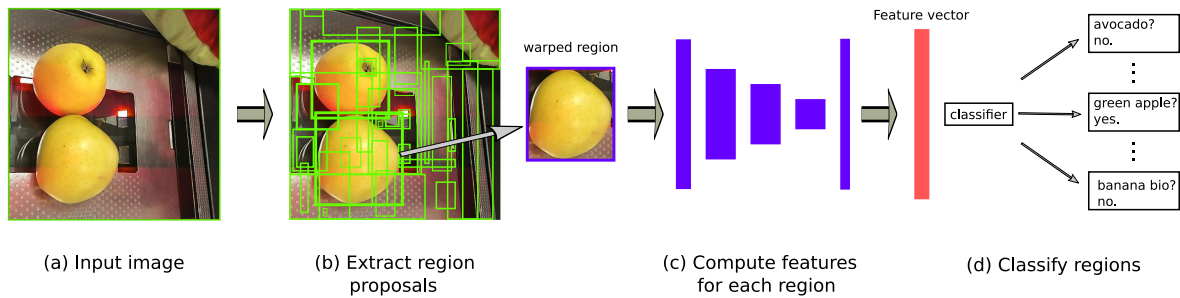 Feature vector
warped region
classifier
avocado?
no.
green apple?
yes.
banana bio?
no.
(a) Input image
(b) Extract region
proposals
(c) Compute features
for each region
(d) Classify regions